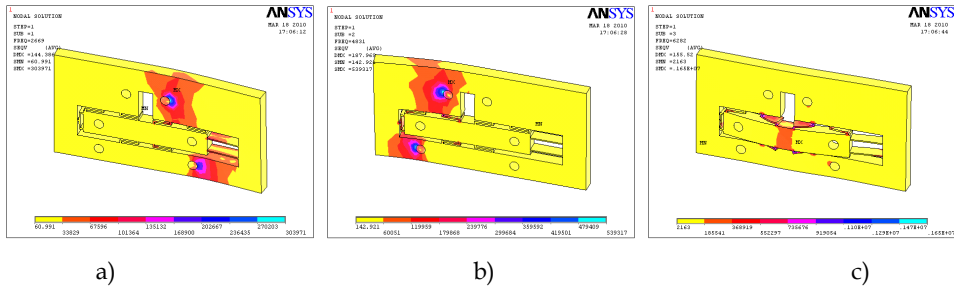 1
ANSYS
NODAL SOLUTION
MAR 18 2010
17:06:12
STEP=1
SUB =1
FREQ=2669
SEQV (AVG)
DMX =144.386
SMN =60.991
SMX =303971
MX
MN
60.991 67596 135132 202667 270203
33829 101364 168900 236435 303971
1
ANSYS
NODAL SOLUTION
MAR 18 2010
17:06:28
STEP=1
SUB =2
FREQ=4831
SEQV (AVG)
DMX =187.968
SMN =142.921
SMX =539317
MX
MN
142.921 119959 239776 359592 479409
60051 179868 299684 419501 539317
1
ANSYS
NODAL SOLUTION
MAR 18 2010
17:06:44
STEP=1
SUB =3
FREQ=6282
SEQV (AVG)
DMX =155.52
SMN =2163
SMX =.165E+07
MN
MX
2163 368919 735676 .110E+07 .147E+07
185541 552297 919054 .129E+07 .165E+07
a) b) c)